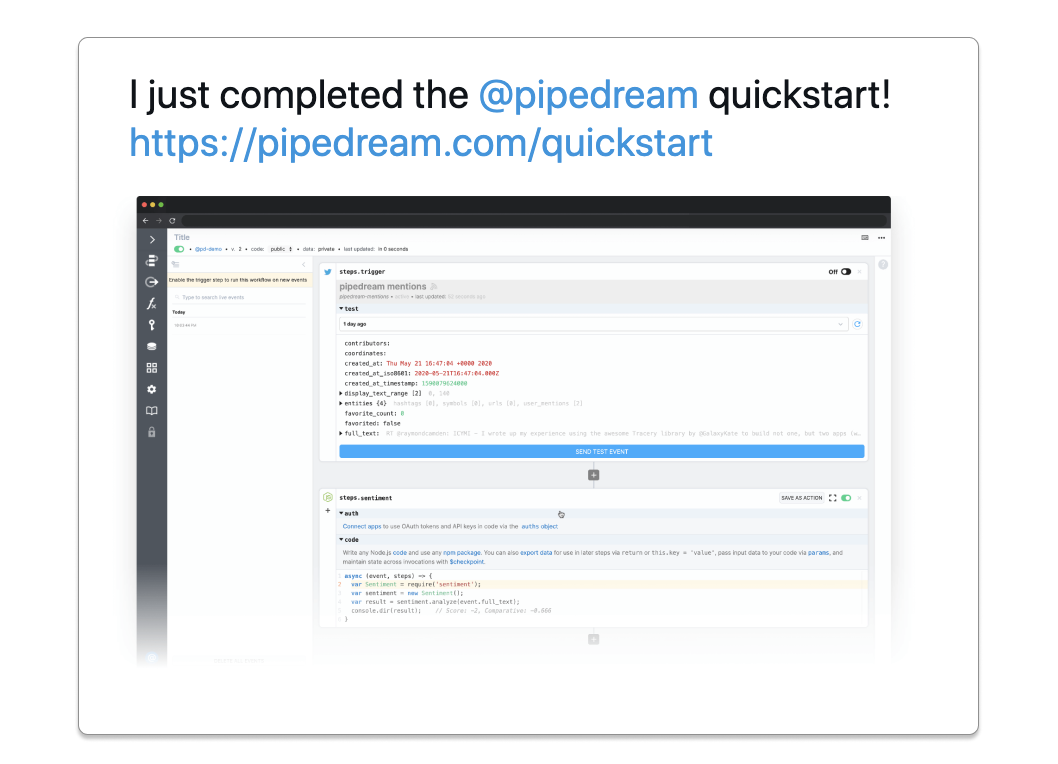 I just completed the @pipedream quickstart!
https://pipedream.com/quickstart
Title
• @pd-demo • v. 2 • code: public • data: private • last updated: in 0 seconds
Enable the trigger step to run this workflow on new events
Type to search live events
Today
steps.trigger Off
pipedream mentions
pipedream-mentions • active • last updated: 52 seconds ago
test
1 day ago
contributors:
coordinates:
created_at: Thu May 21 16:47:04 +0000 2020
created_at_iso8601: 2020-05-21T16:47:04.000Z
created_at_timestamp: 1590079624000
display_text_range [2] 0, 140
entities {4} hashtags [0], symbols [0], urls [0], user_mentions [2]
favorite_count: 0
favorited: false
full_text: RT @raymondcamden: ICYMI — I wrote up my experience using the awesome Tracery library by @GalaxyKate to build not one, but two apps (w…
SEND TEST EVENT
steps.sentiment SAVE AS ACTION
auth
Connect apps to use OAuth tokens and API keys in code via the auths object
code
Write any Node.js code and use any npm package. You can also export data for use in later steps via return or this.key = 'value', pass input data to your code via params, and
maintain state across invocations with $checkpoint.
1 async (event, steps) => {
2 var Sentiment = require('sentiment');
3 var sentiment = new Sentiment();
4 var result = sentiment.analyze(event.full_text);
5 console.dir(result); // Score: -2, Comparative: -0.666
6 }